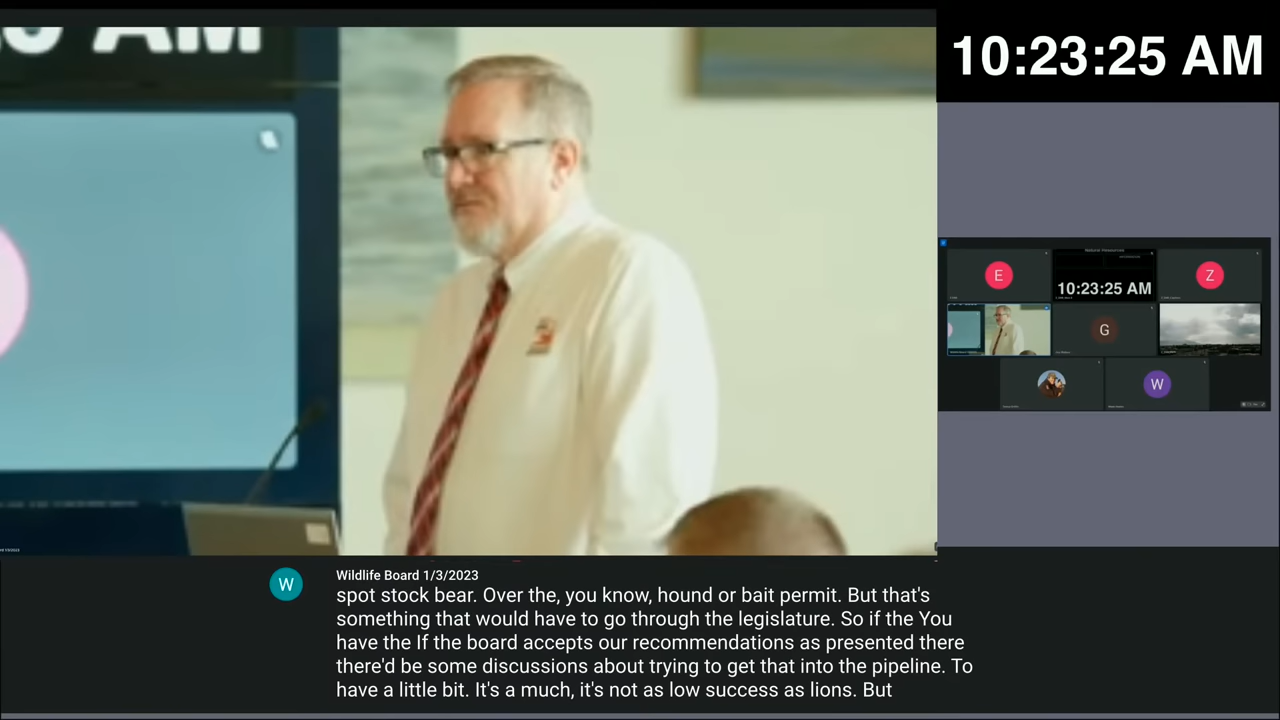 AM
10:23:25 AM
E
10:23:25 AM
Z
G
W
W
Wildlife Board 1/3/2023
spot stock bear. Over the, you know, hound or bait permit. But that's
something that would have to go through the legislature. So if the You
have the If the board accepts our recommendations as presented there
there'd be some discussions about trying to get that into the pipeline. To
have a little bit. It's a much, it's not as low success as lions. But